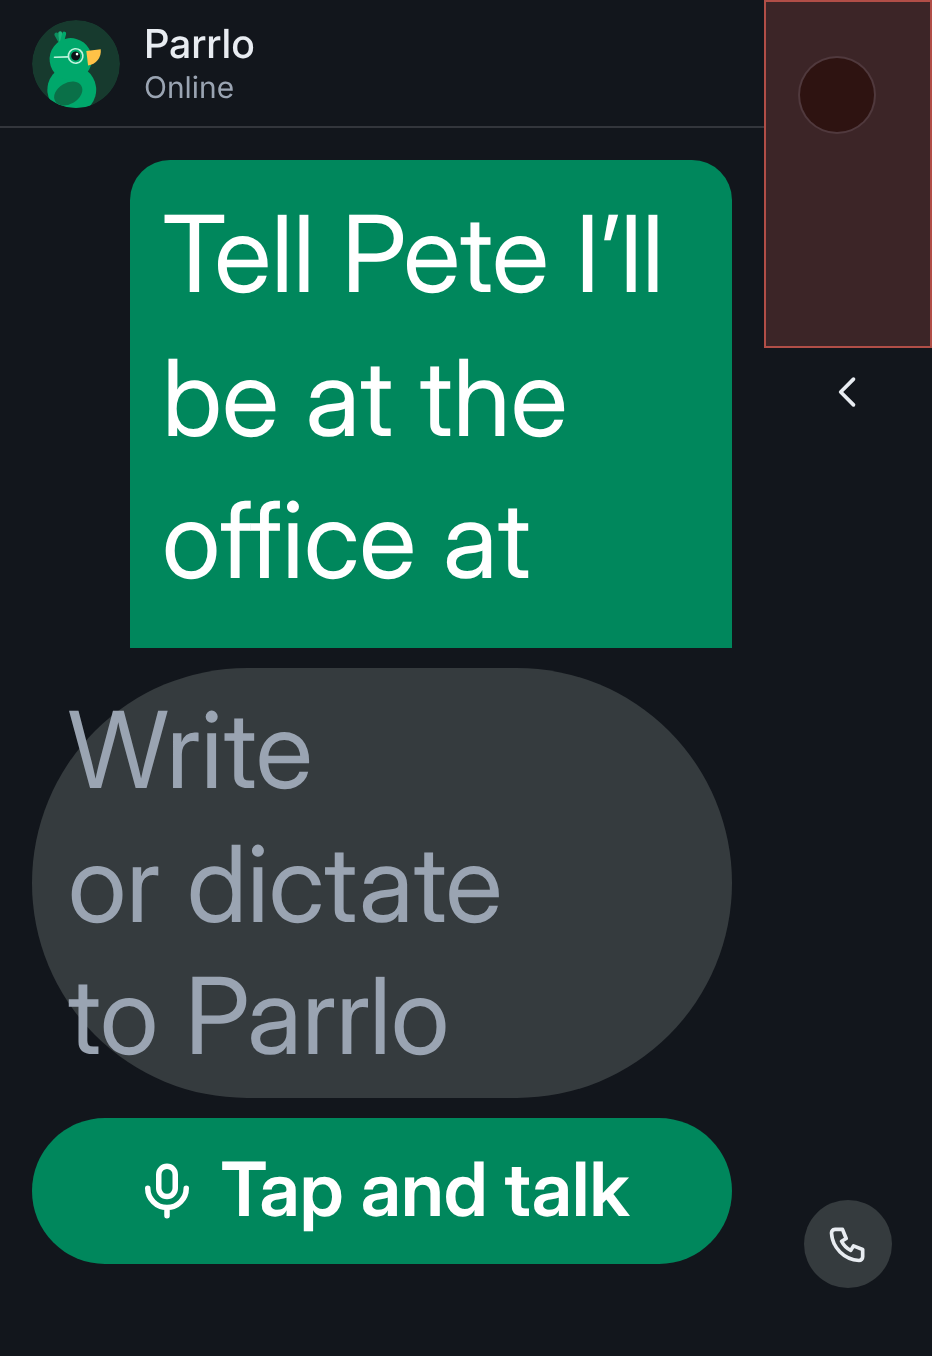 Parrlo
Online
Tell Pete I’ll
be at the
office at
Write
or dictate
to Parrlo
Tap and talk